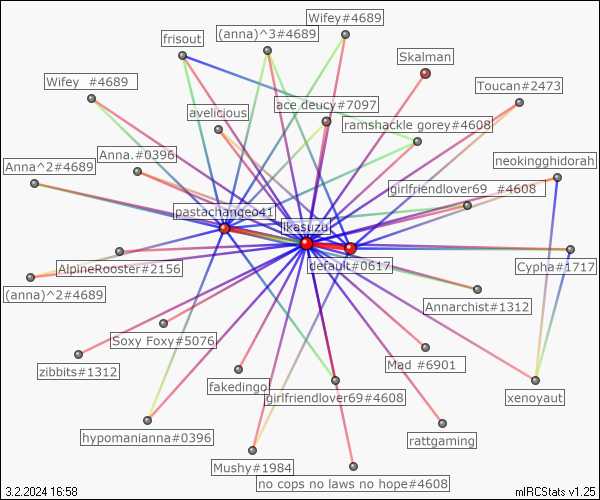 Wifey#4689
frisout
(anna)^3#4689
Skalman
Wifey  #4689
Toucan#2473
ace deucy#7097
avelicious
ramshackle gorey#4608
Anna.#0396
neokingghidorah
Anna^2#4689
girlfriendlover69  #4608
pastachangeo41
ikasuzu
default#0617
Cypha#1717
AlpineRooster#2156
(anna)^2#4689
Annarchist#1312
Soxy Foxy#5076
zibbits#1312
Mad #6901
fakedingo
girlfriendlover69#4608
xenoyaut
hypomanianna#0396
rattgaming
Mushy#1984
no cops no laws no hope#4608
3.2.2024 16:58
mIRCStats v1.25